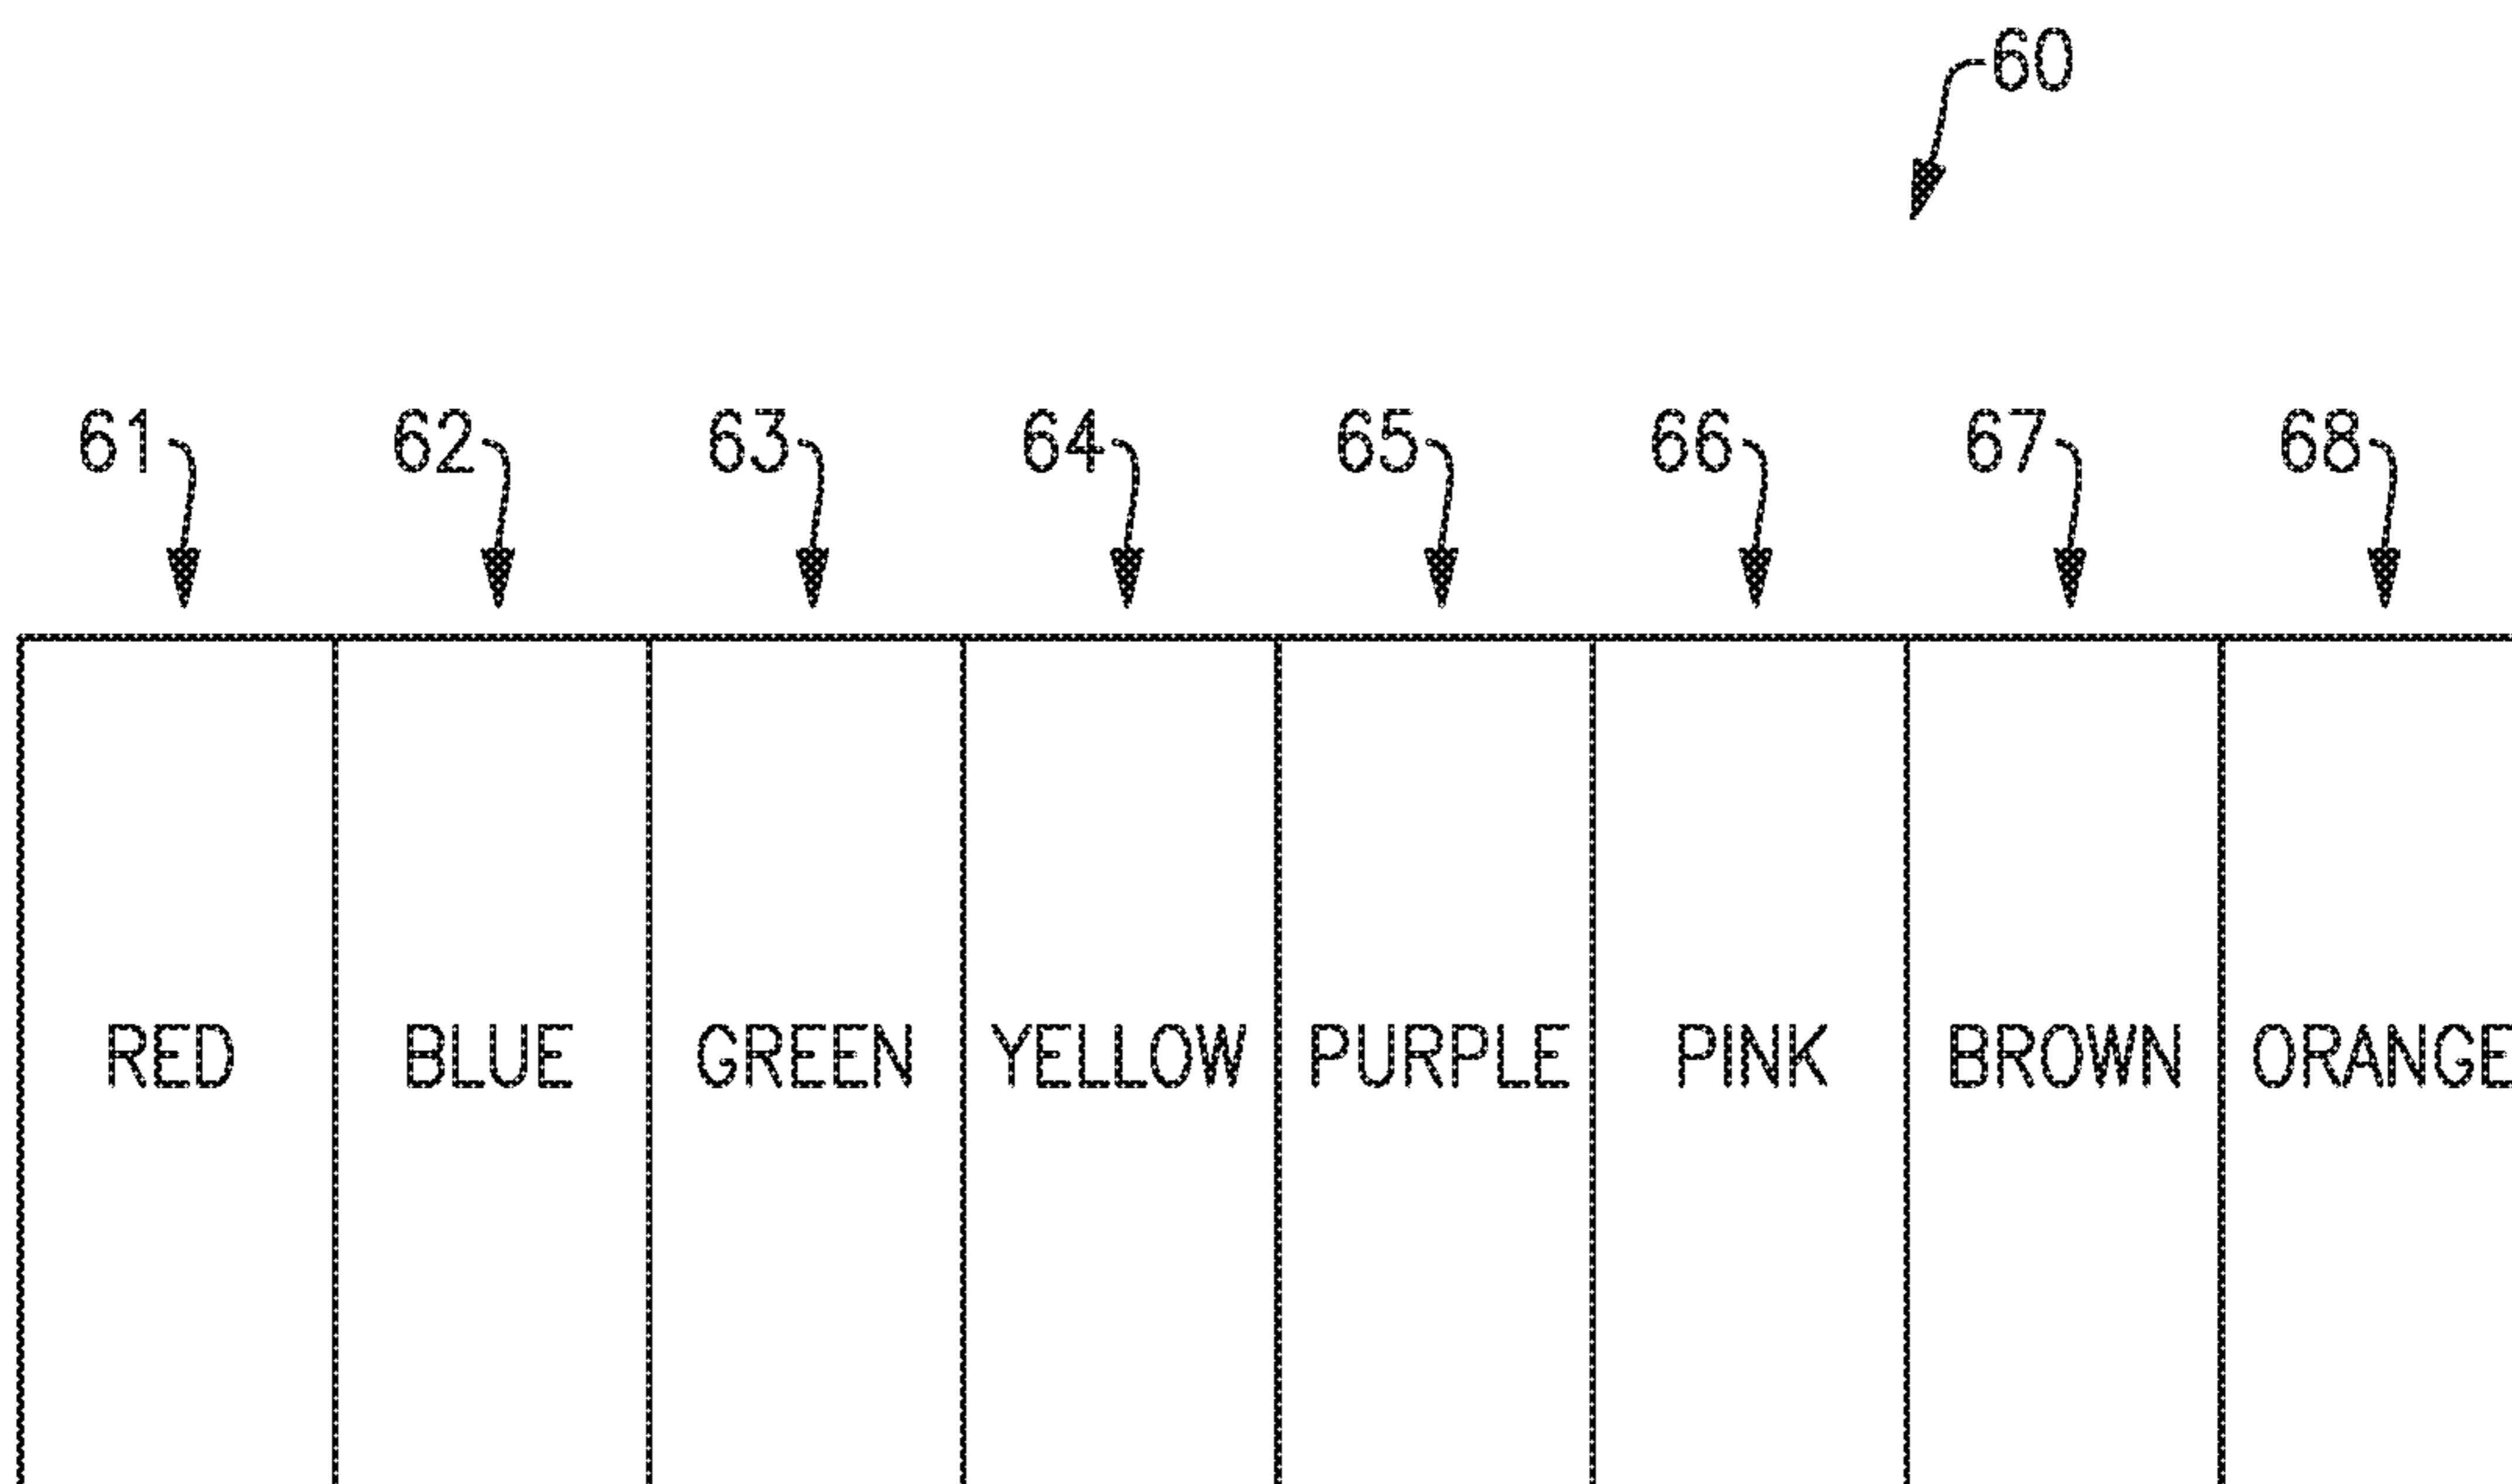 60
61 62 63 64 65 66 67 68
RED BLUE GREEN YELLOW PURPLE PINK BROWN ORANGE